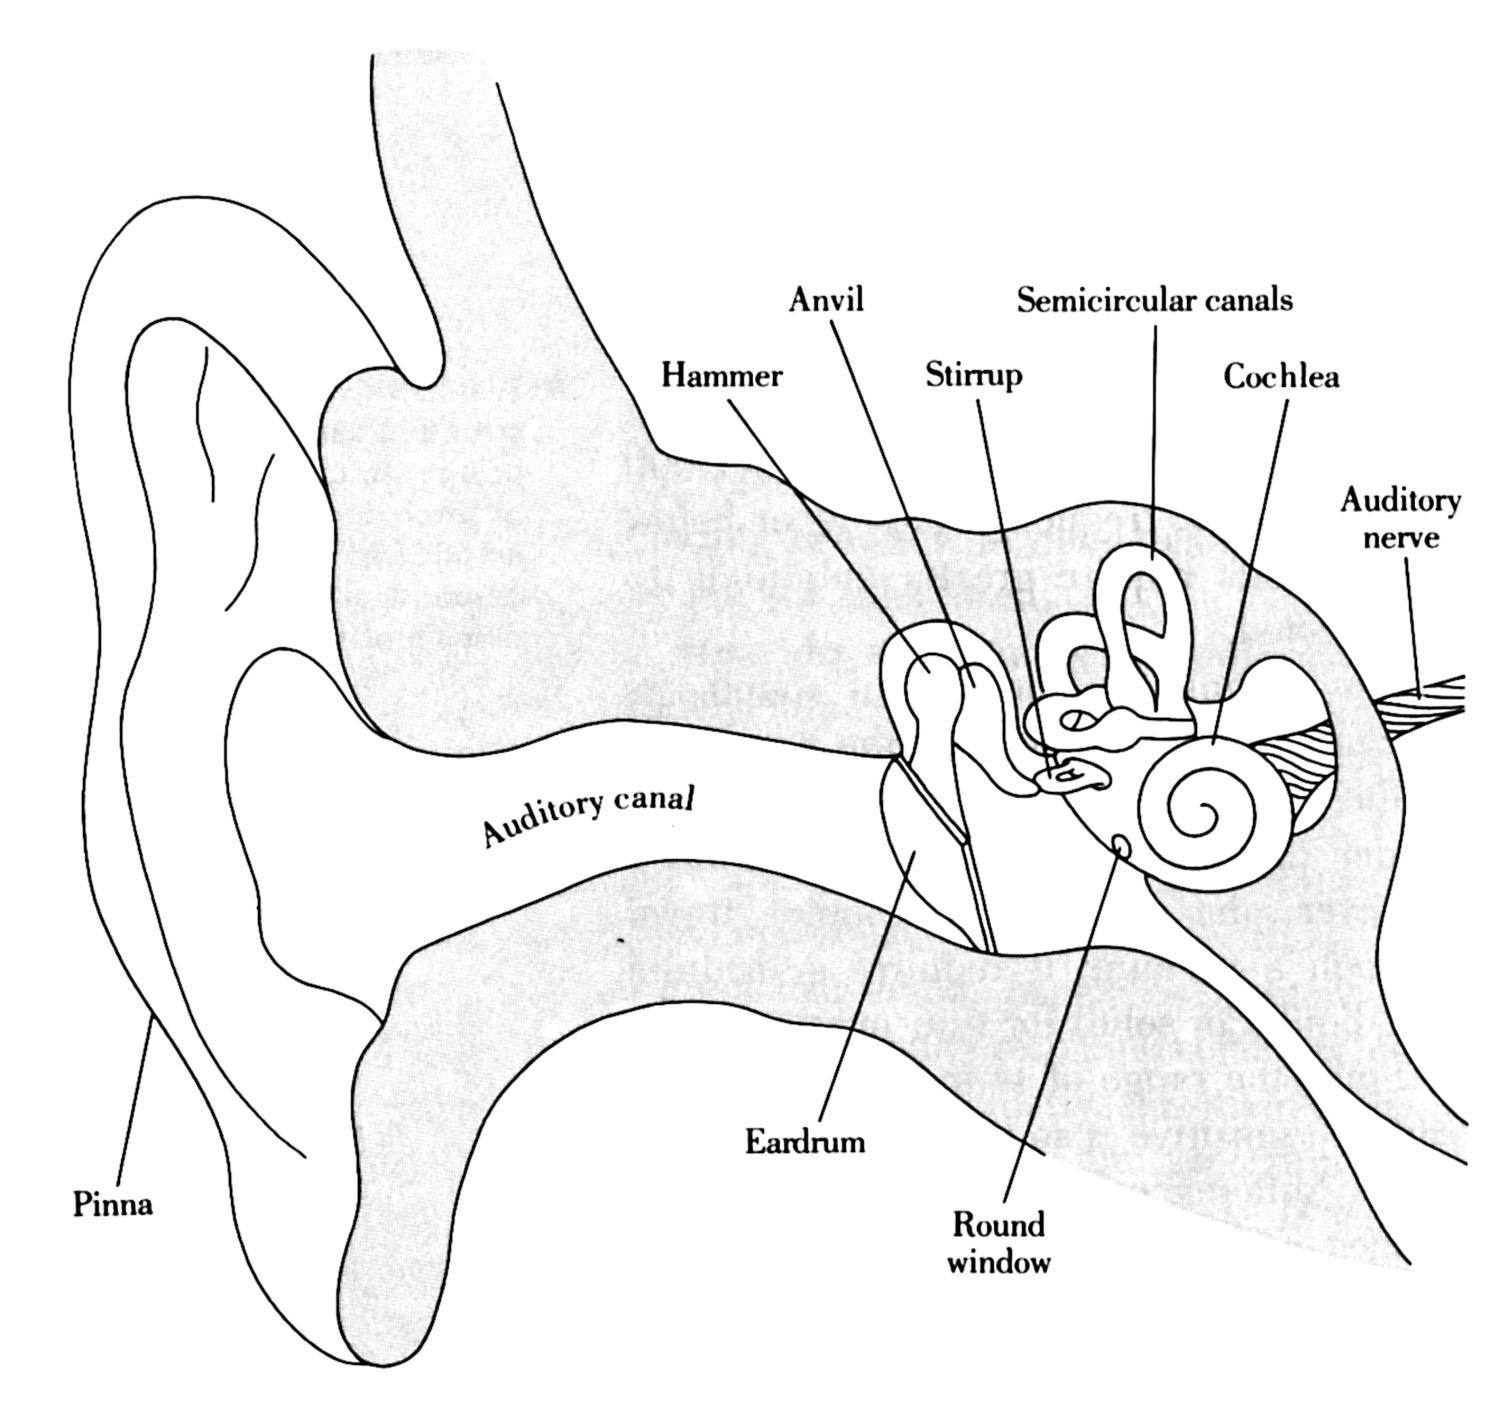 Anvil
Semicircular canals
Hammer
Stirrup
Cochlea
Auditory
nerve
Auditory canal
Eardrum
Pinna
Round
window